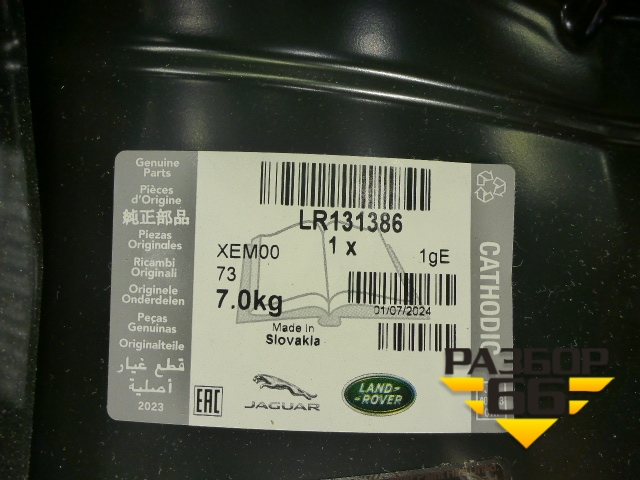 Genuine
Parts
Pièces
d'Origine
純正部品
Piezas
Originales
Ricambi
Originali
Originele
Onderdelen
Peças
Genuinas
Originalteile
قطع غيار
أصلية
2023
LR131386
1 x
XEM00
1gE
73
7.0kg
01/07/2024
Made in
Slovakia
EAC
JAGUAR
LAND-
-ROVER
CATHODIC
РАЗБОР
66